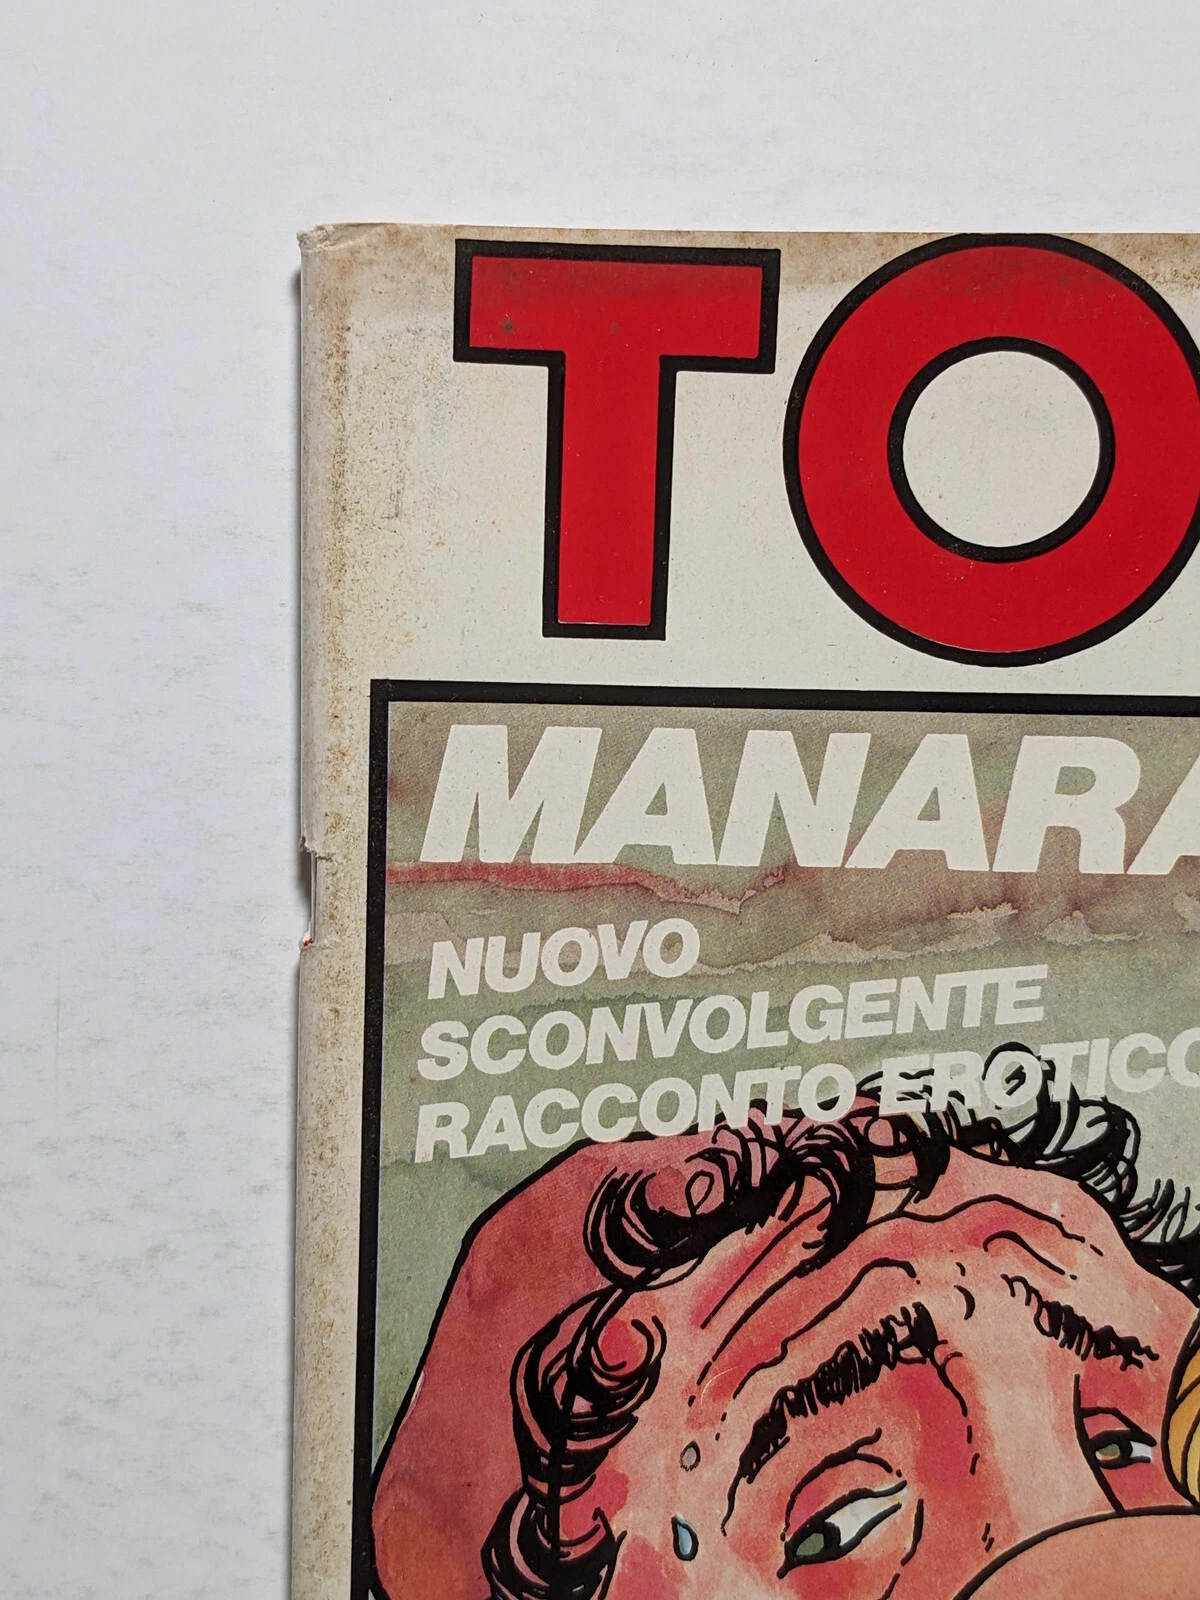 TO
MANARA
NUOVO
SCONVOLGENTE
RACCONTO EROTICO